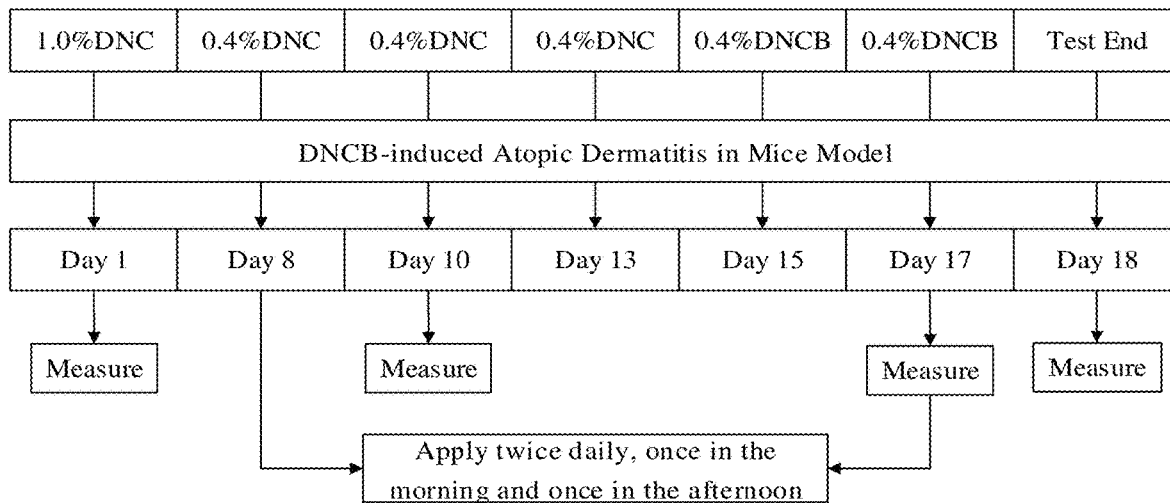 1.0%DNC 0.4%DNC 0.4%DNC 0.4%DNC 0.4%DNCB 0.4%DNCB Test End
DNCB-induced Atopic Dermatitis in Mice Model
Day 1 Day 8 Day 10 Day 13 Day 15 Day 17 Day 18
Measure Measure Measure Measure
Apply twice daily, once in the
morning and once in the afternoon